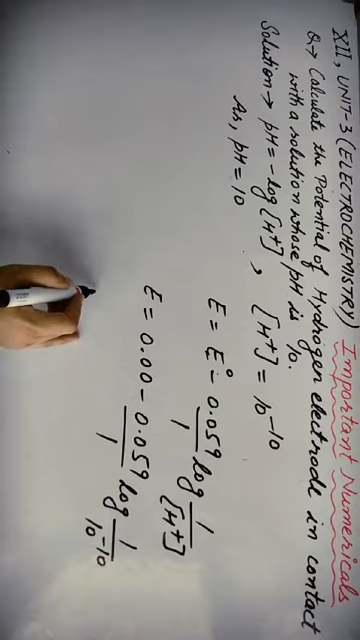 XII, UNIT-3 (ELECTROCHEMISTRY) Important Numericals
Q→ Calculate the Potential of Hydrogen electrode in contact
with a solution whose pH is 10.
Solution → pH = -log[H+], [H+] = 10^-10
As, pH = 10
E = E° - 0.059/1 log 1/[H+]
E = 0.00 - 0.059/1 log 1/10^-10